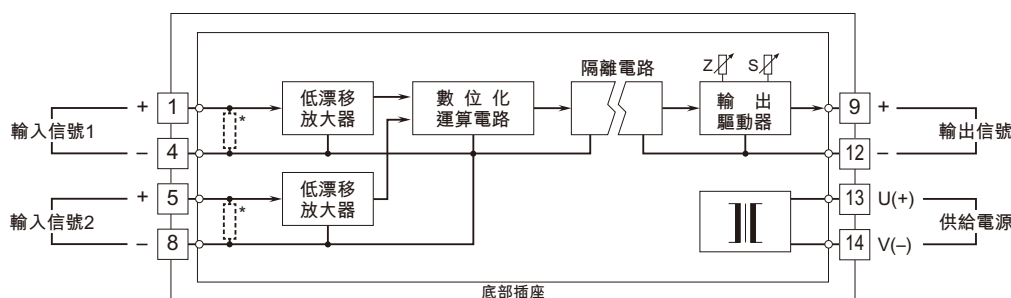 隔離電路
Z S
+ 1 低漂移 放大器 * 數位化 運算電路 輸出 驅動器 9 +
輸入信號1 輸出信號
– 4 12 –
+ 5 低漂移 放大器 * 13 U(+)
輸入信號2 供給電源
– 8 14 V(–)
底部插座